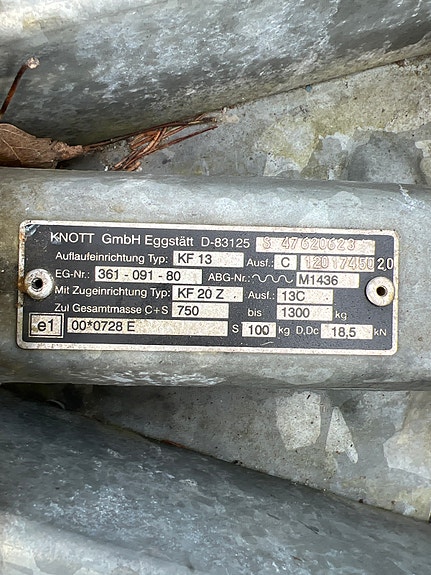 KNOTT GmbH Eggstätt D-83125 S 47620623
Auflaufeinrichtung Typ: KF 13 Ausf.: C 120174502,0
EG-Nr.: 361 - 091 - 80 ABG-Nr.: M1436
Mit Zugeinrichtung Typ: KF 20 Z Ausf.: 13C
Zul Gesamtmasse C+S 750 bis 1300 kg
e1 00*0728 E S 100 kg D,Dc 18,5 kN